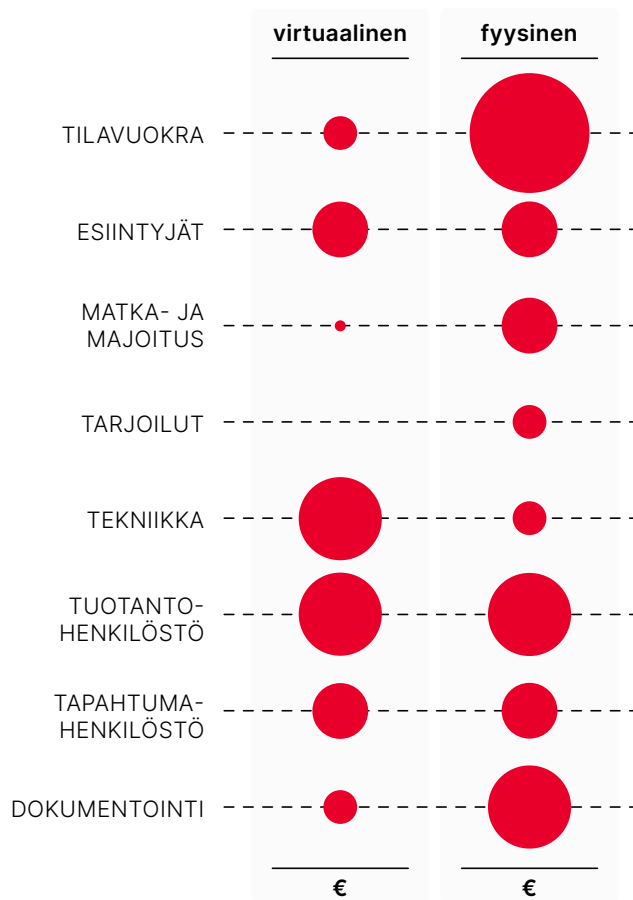 virtuaalinen fyysinen
TILAVUOKRA
ESIINTYJÄT
MATKA- JA
MAJOITUS
TARJOILUT
TEKNIIKKA
TUOTANTO-
HENKILÖSTÖ
TAPAHTUMA-
HENKILÖSTÖ
DOKUMENTOINTI
€ €